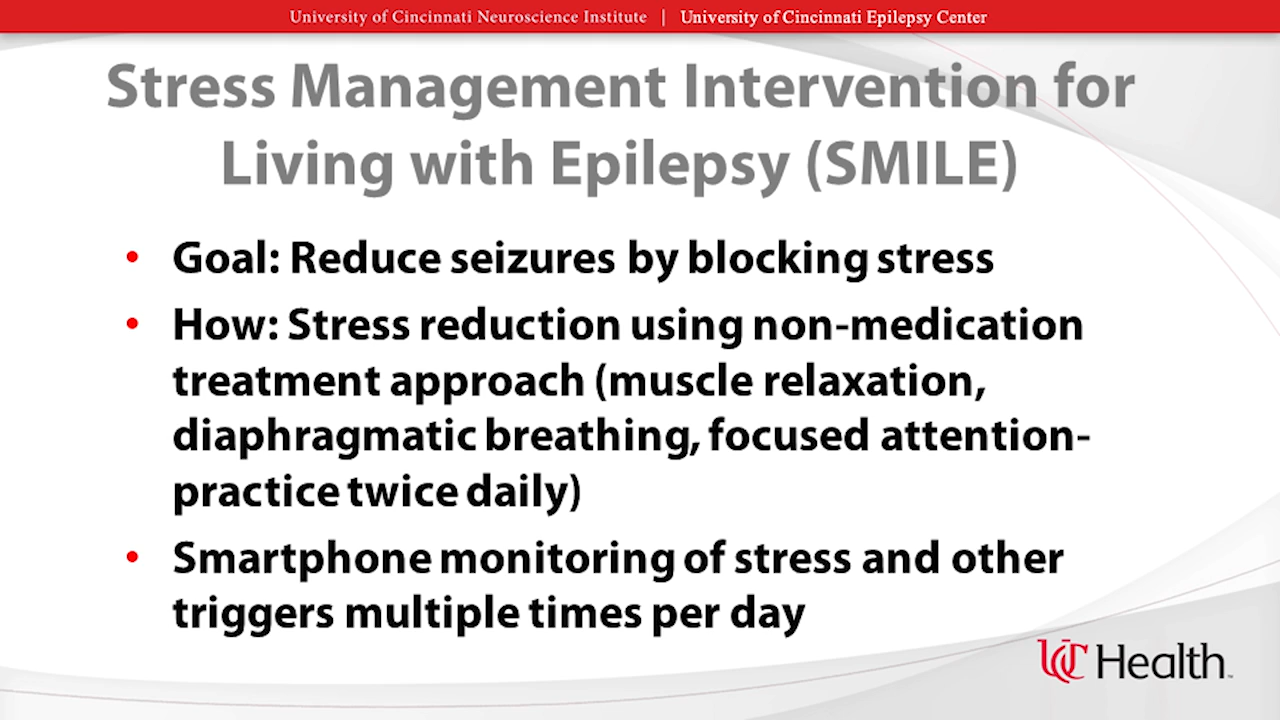 University of Cincinnati Neuroscience Institute | University of Cincinnati Epilepsy Center
Stress Management Intervention for
Living with Epilepsy (SMILE)
• Goal: Reduce seizures by blocking stress
• How: Stress reduction using non-medication
treatment approach (muscle relaxation,
diaphragmatic breathing, focused attention-
practice twice daily)
• Smartphone monitoring of stress and other
triggers multiple times per day
UC Health™